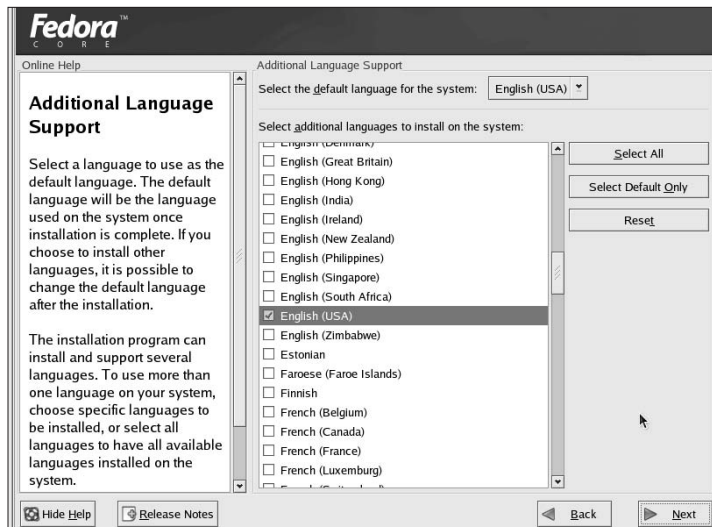 Fedora™
CORE
Online Help
Additional Language
Support
Select a language to use as the
default language. The default
language will be the language
used on the system once
installation is complete. If you
choose to install other
languages, it is possible to
change the default language
after the installation.
The installation program can
install and support several
languages. To use more than
one language on your system,
choose specific languages to
be installed, or select all
languages to have all available
languages installed on the
system.
Additional Language Support
Select the default language for the system: English (USA)
Select additional languages to install on the system:
English (Denmark)
English (Great Britain)
English (Hong Kong)
English (India)
English (Ireland)
English (New Zealand)
English (Philippines)
English (Singapore)
English (South Africa)
English (USA)
English (Zimbabwe)
Estonian
Faroese (Faroe Islands)
Finnish
French (Belgium)
French (Canada)
French (France)
French (Luxemburg)
French (Switzerland)
Select All
Select Default Only
Reset
Hide Help
Release Notes
Back
Next